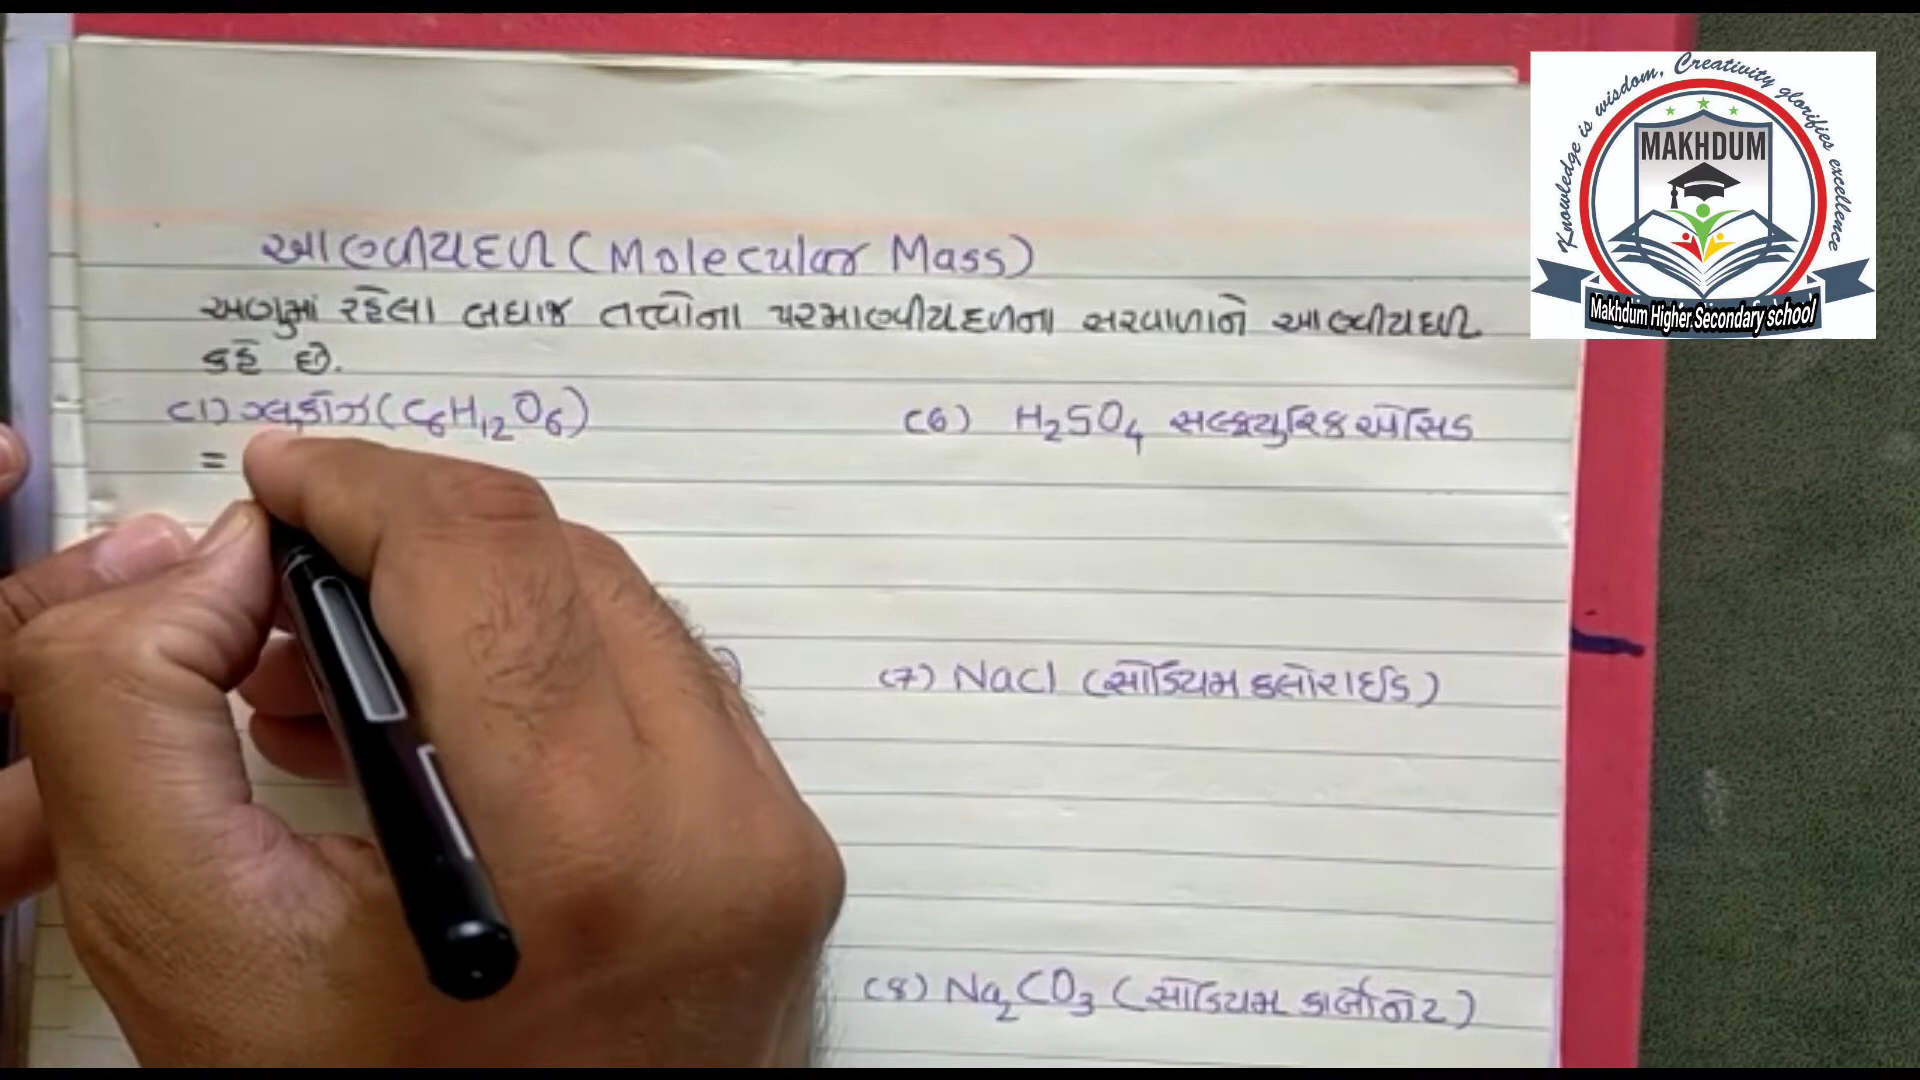 આણ્વીયદળ (Molecular Mass)
અણુમાં રહેલા બધાજ તત્વોના પરમાણ્વીયદળના સરવાળાને આણ્વીયદળ
કહે છે.
(1) ગ્લુકોઝ (C₆H₁₂O₆)
=
(6) H₂SO₄ સલ્ફ્યુરિક એસિડ
(7) NaCl (સોડિયમ ક્લોરાઈડ)
(8) Na₂CO₃ (સોડિયમ કાર્બોનેટ)
Knowledge is wisdom, Creativity glorifies excellence
MAKHDUM
Makhdum Higher Secondary school